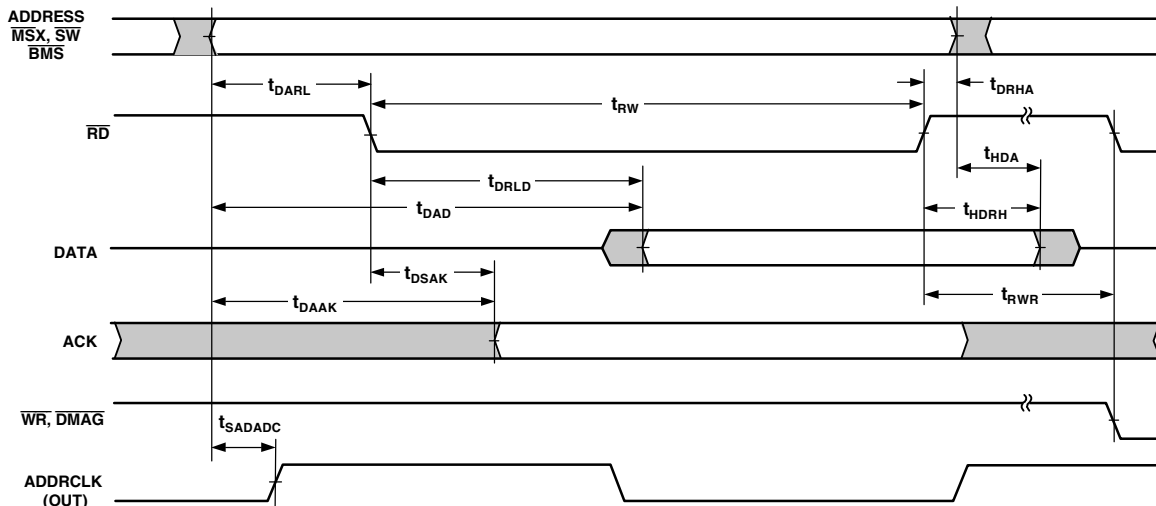 ADDRESS
MSX, SW
BMS
tDARL
tRW
tDRHA
RD
tHDA
tDRLD
tDAD
tHDRH
DATA
tDSAK
tDAAK
tRWR
ACK
WR, DMAG
tSADADC
ADDRCLK
(OUT)